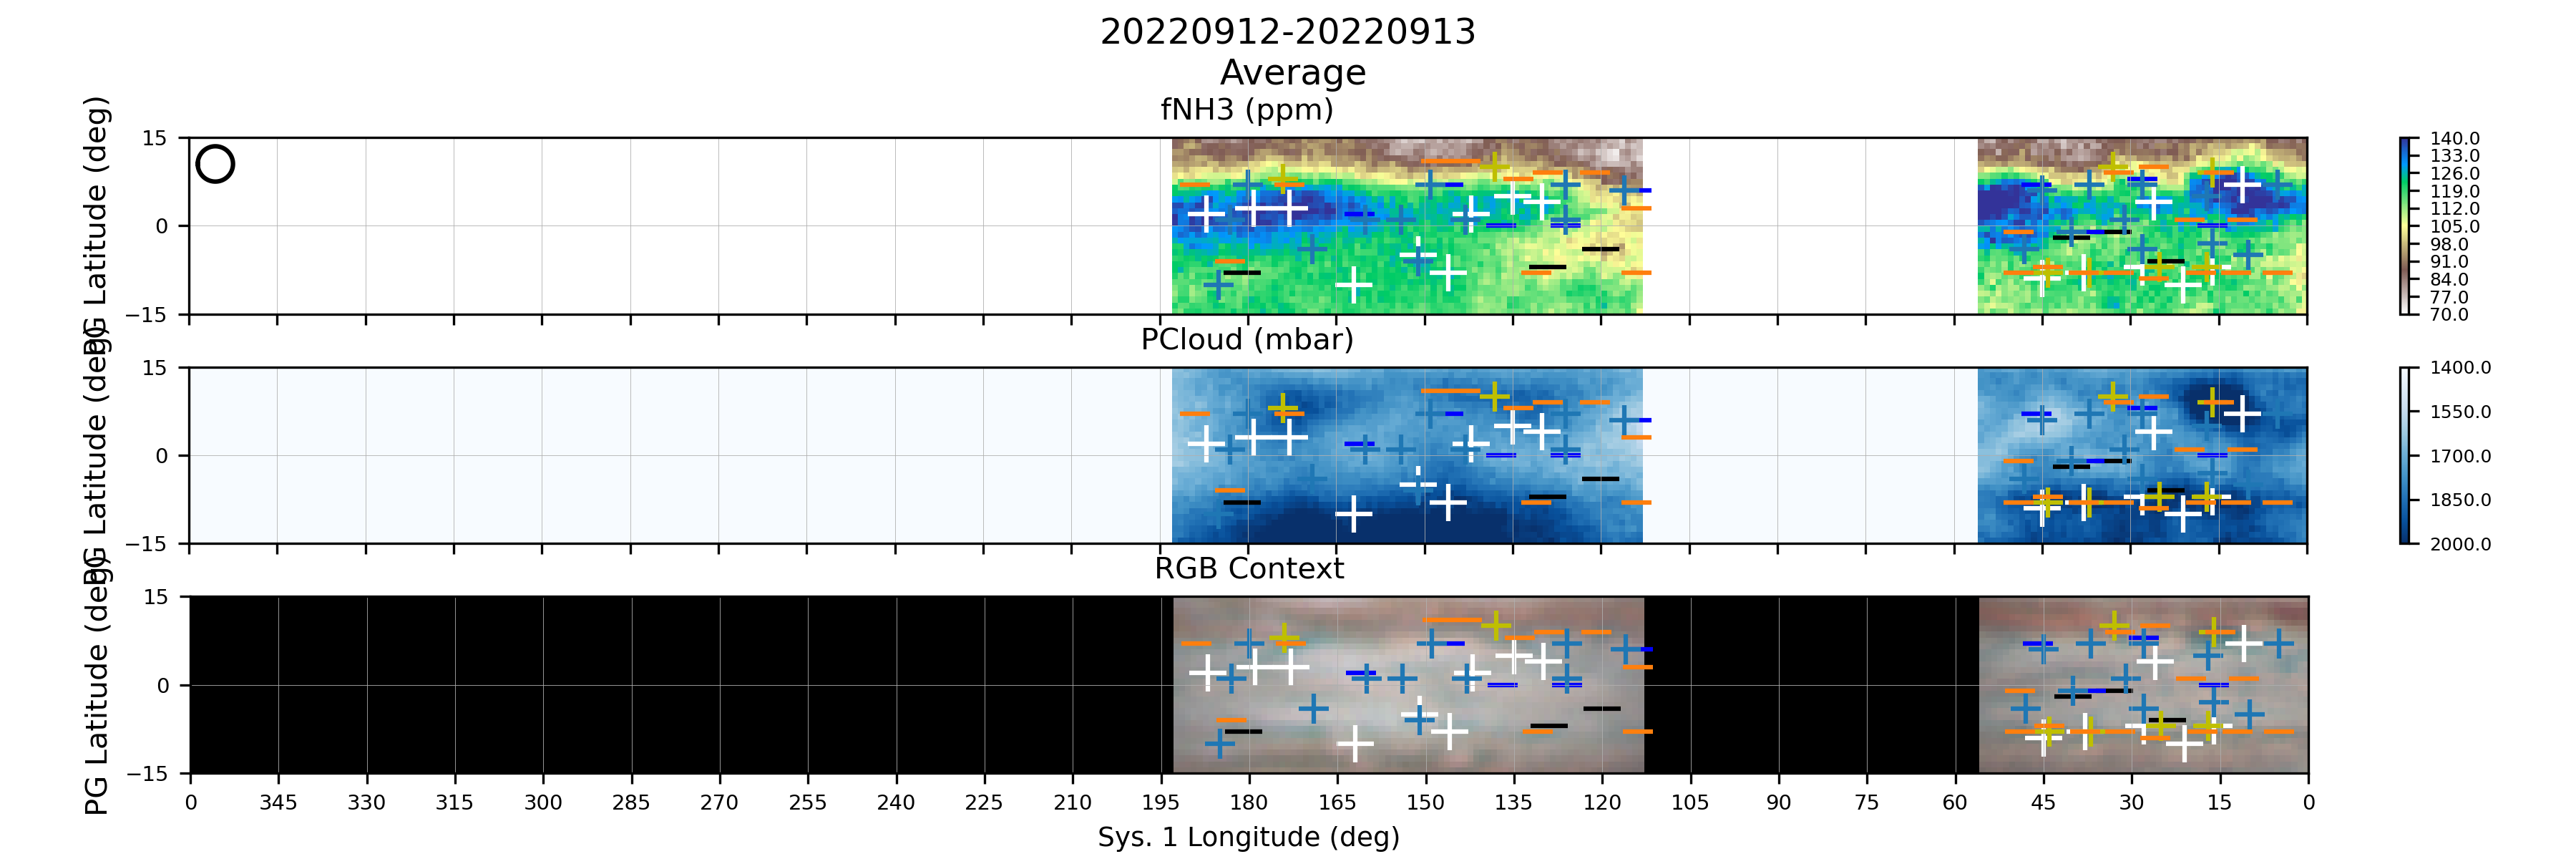 20220912-20220913
Average
fNH3 (ppm)
PG Latitude (deg)
15
0
−15
140.0
133.0
126.0
119.0
112.0
105.0
98.0
91.0
84.0
77.0
70.0
PCloud (mbar)
PG Latitude (deg)
15
0
−15
1400.0
1550.0
1700.0
1850.0
2000.0
RGB Context
PG Latitude (deg)
15
0
−15
0 345 330 315 300 285 270 255 240 225 210 195 180 165 150 135 120 105 90 75 60 45 30 15 0
Sys. 1 Longitude (deg)